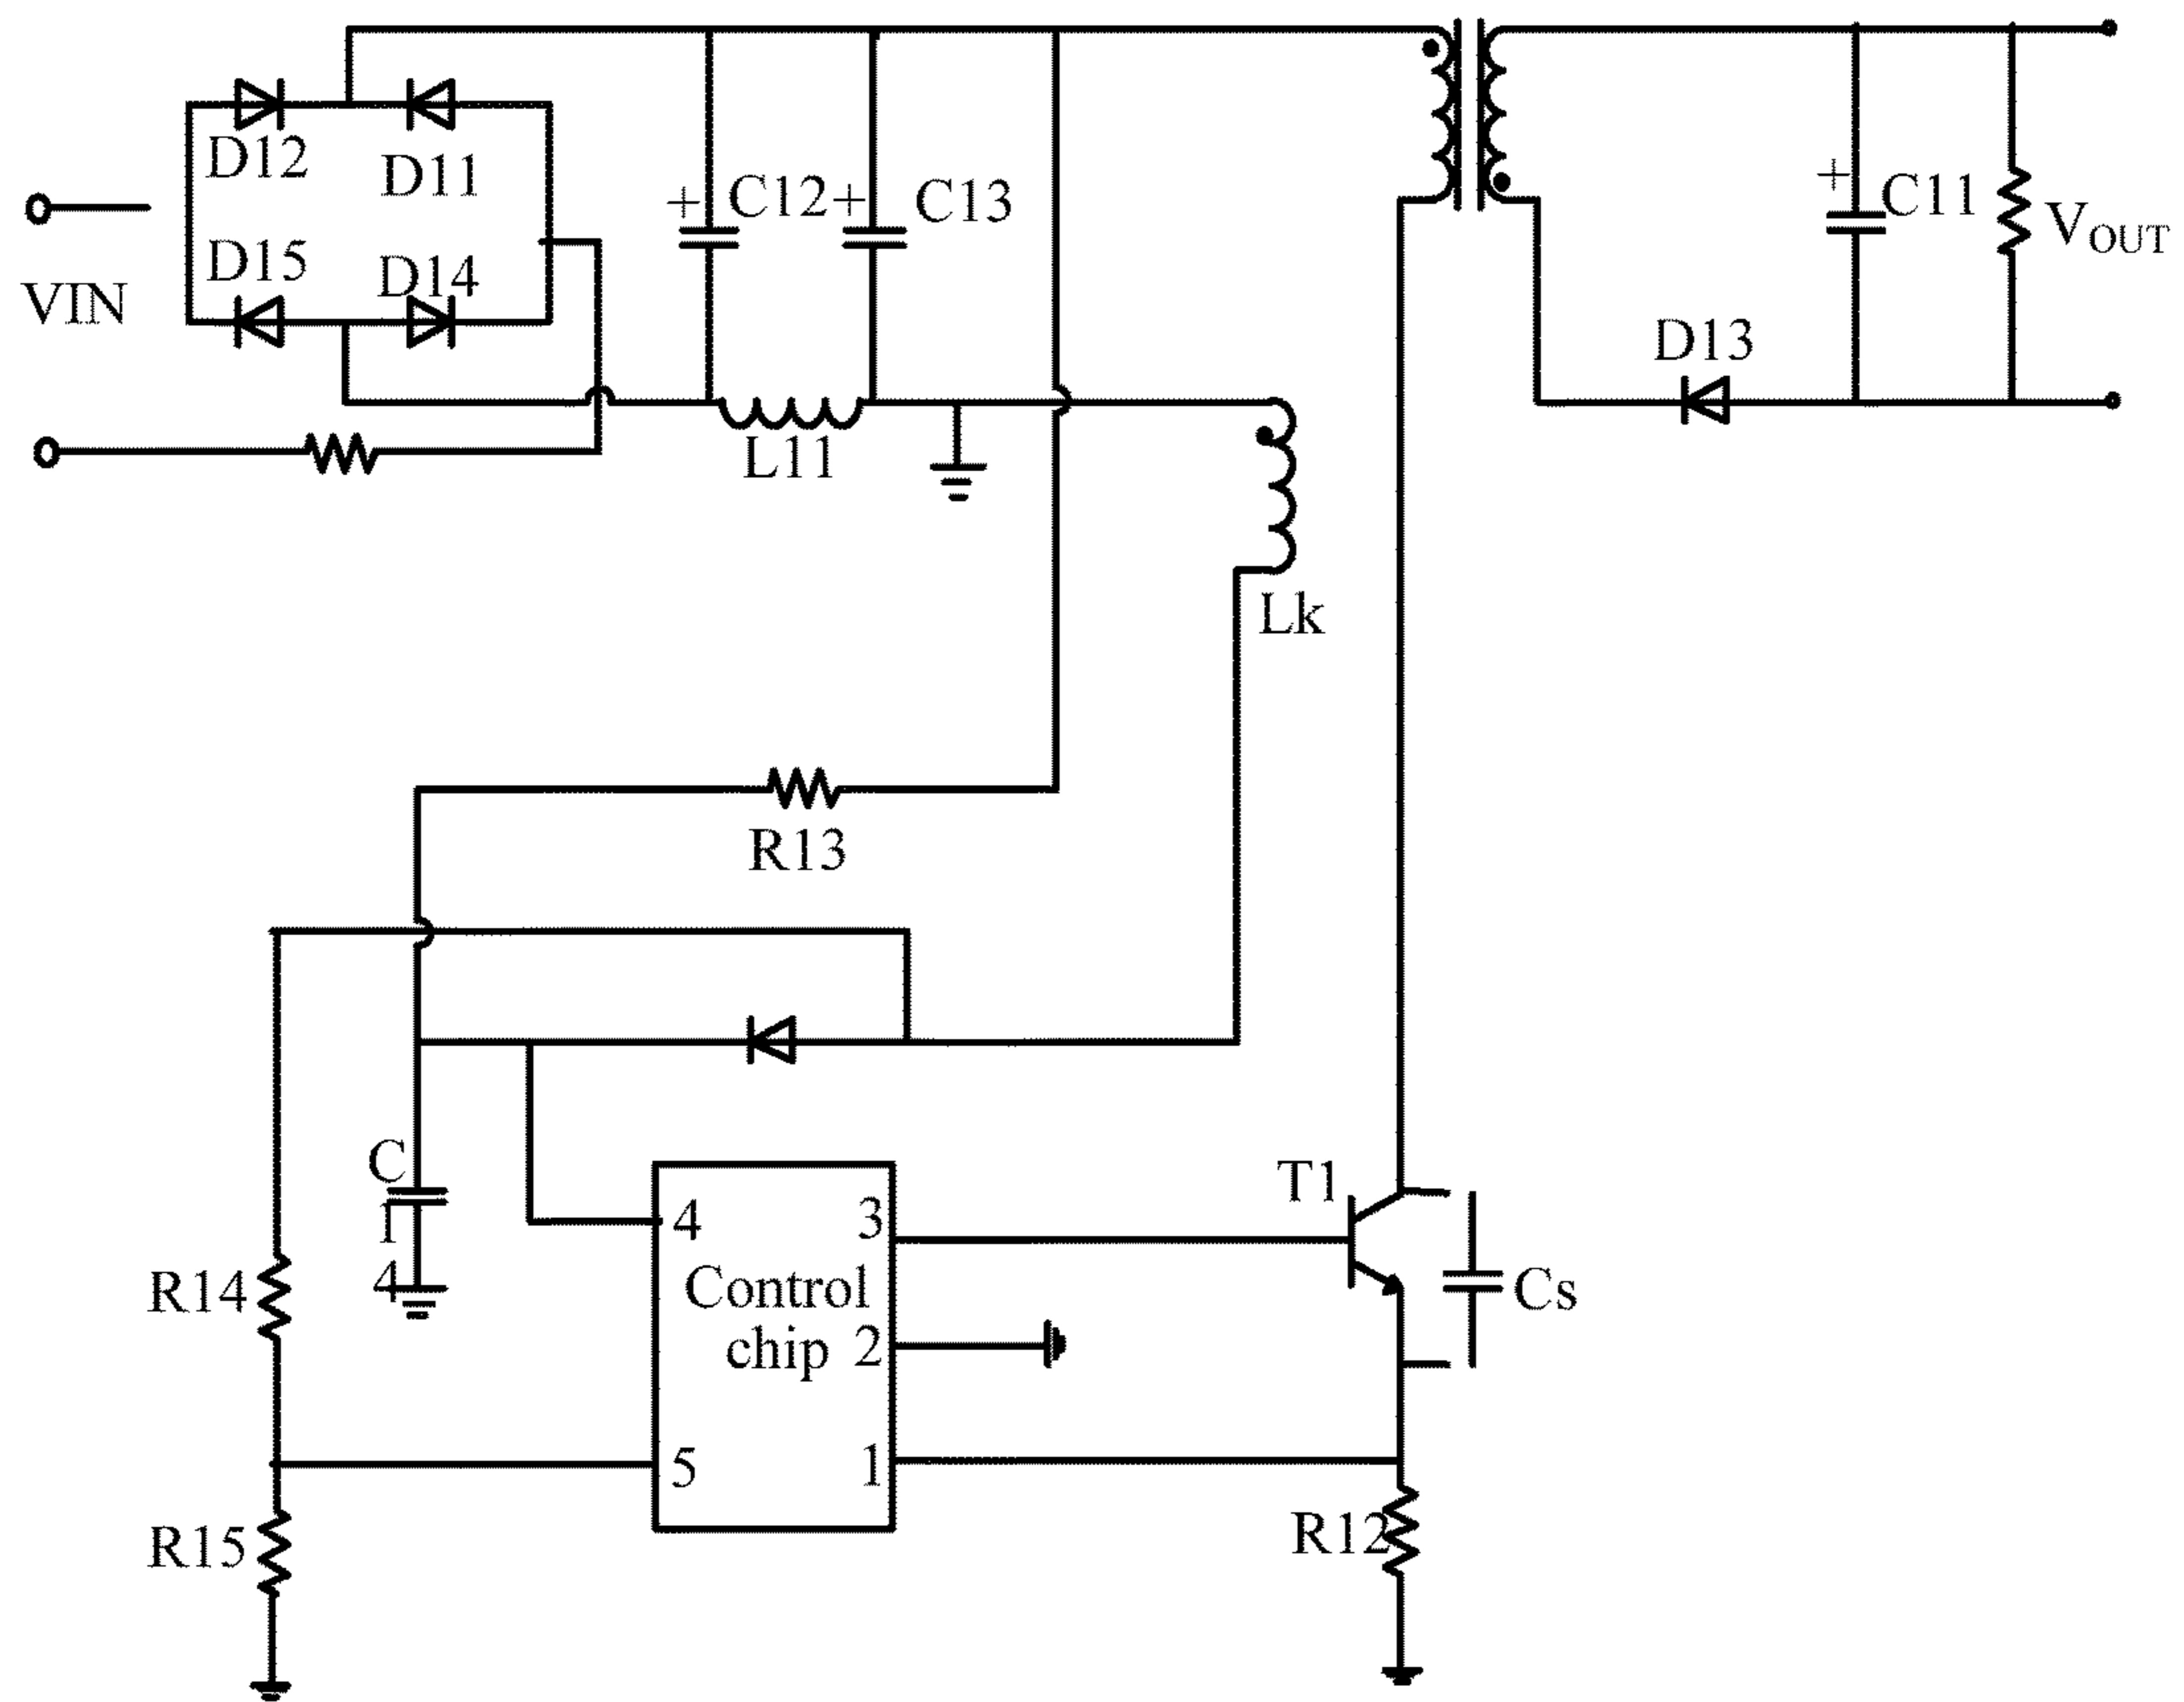 D12
D11
+
C12
+
C13
+
C11
V_OUT
VIN
D15
D14
D13
L11
Lk
R13
C
1
4
R14
R15
4
3
Control
chip
2
5
1
T1
Cs
R12